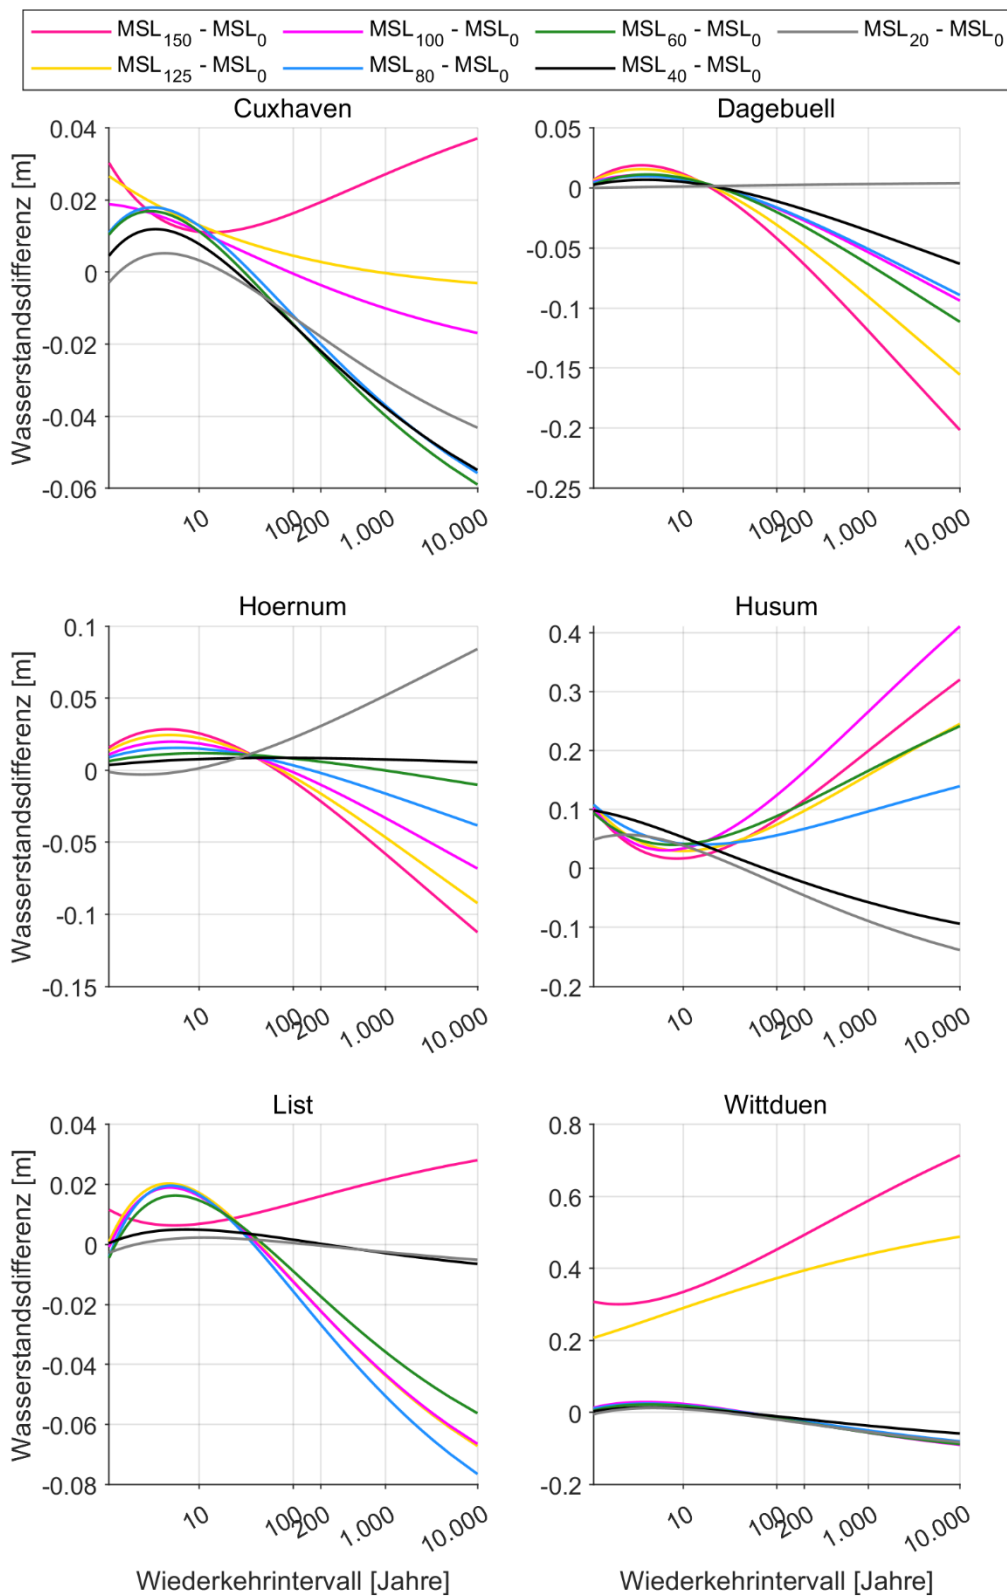 MSL150 - MSL0 MSL100 - MSL0 MSL60 - MSL0 MSL20 - MSL0
MSL125 - MSL0 MSL80 - MSL0 MSL40 - MSL0
Cuxhaven
Wasserstandsdifferenz [m]
0.04
0.02
0
-0.02
-0.04
-0.06
10 100 200 1.000 10.000
Dagebuell
0.05
0
-0.05
-0.1
-0.15
-0.2
-0.25
10 100 200 1.000 10.000
Hoernum
Wasserstandsdifferenz [m]
0.1
0.05
0
-0.05
-0.1
-0.15
10 100 200 1.000 10.000
Husum
0.4
0.3
0.2
0.1
0
-0.1
-0.2
10 100 200 1.000 10.000
List
Wasserstandsdifferenz [m]
0.04
0.02
0
-0.02
-0.04
-0.06
-0.08
10 100 200 1.000 10.000
Wiederkehrintervall [Jahre]
Wittduen
0.8
0.6
0.4
0.2
0
-0.2
10 100 200 1.000 10.000
Wiederkehrintervall [Jahre]